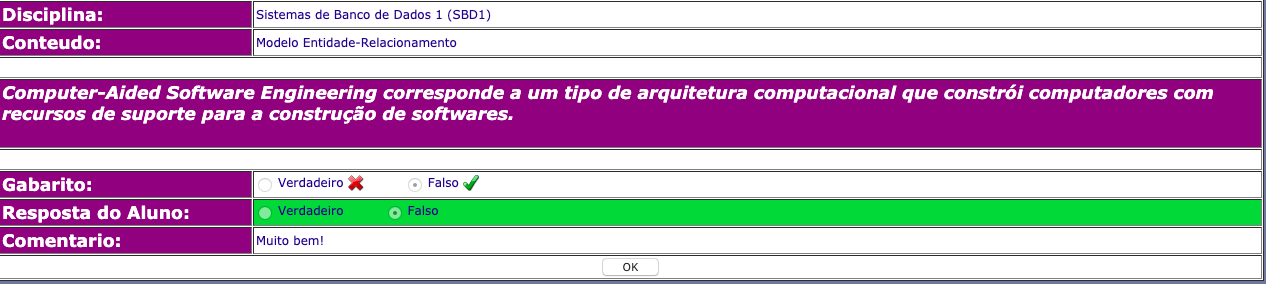 Disciplina: Sistemas de Banco de Dados 1 (SBD1)
Conteudo: Modelo Entidade-Relacionamento
Computer-Aided Software Engineering corresponde a um tipo de arquitetura computacional que constrói computadores com
recursos de suporte para a construção de softwares.
Gabarito: Verdadeiro Falso
Resposta do Aluno: Verdadeiro Falso
Comentario: Muito bem!
OK